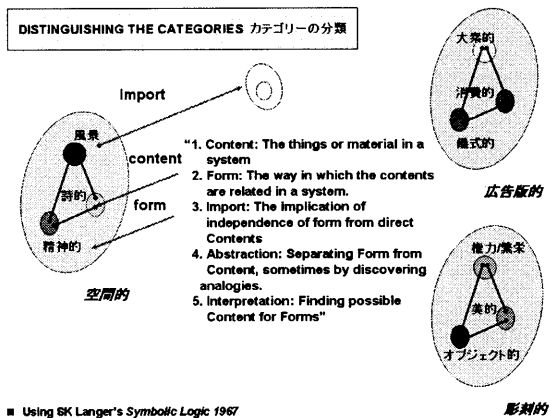 DISTINGUISHING THE CATEGORIES カテゴリーの分類
import
content
form
風景
詩的
精神的
空間的
"1. Content: The things or material in a
system
2. Form: The way in which the contents
are related in a system.
3. Import: The implication of
independence of form from direct
Contents
4. Abstraction: Separating Form from
Content, sometimes by discovering
analogies.
5. Interpretation: Finding possible
Content for Forms"
大衆的
消費的
儀式的
広告版的
権力/繁栄
美的
オブジェクト的
彫刻的
■ Using SK Langer's Symbolic Logic 1967